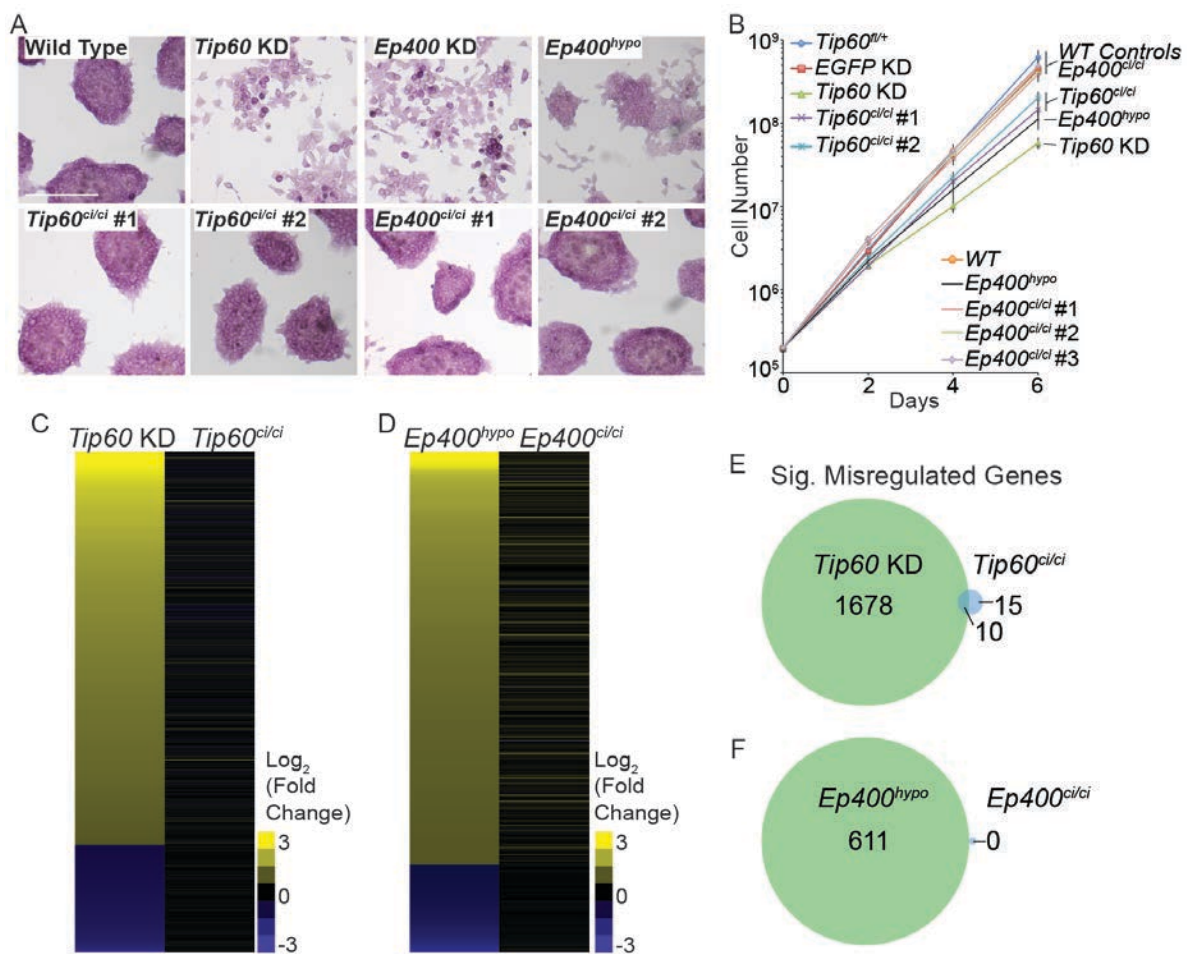 A
Wild Type
Tip60 KD
Ep400 KD
Ep400hypo
Tip60ci/ci #1
Tip60ci/ci #2
Ep400ci/ci #1
Ep400ci/ci #2
B
Cell Number
10⁹
10⁸
10⁷
10⁶
10⁵
0
2
4
6
Days
Tip60fl/+
EGFP KD
Tip60 KD
Tip60ci/ci #1
Tip60ci/ci #2
WT Controls
Ep400ci/ci
Tip60ci/ci
Ep400hypo
Tip60 KD
WT
Ep400hypo
Ep400ci/ci #1
Ep400ci/ci #2
Ep400ci/ci #3
C
Tip60 KD Tip60ci/ci
Log₂
(Fold
Change)
3
0
-3
D
Ep400hypo Ep400ci/ci
Log₂
(Fold
Change)
3
0
-3
E
Sig. Misregulated Genes
Tip60 KD
1678
Tip60ci/ci
15
10
F
Ep400hypo
611
Ep400ci/ci
0